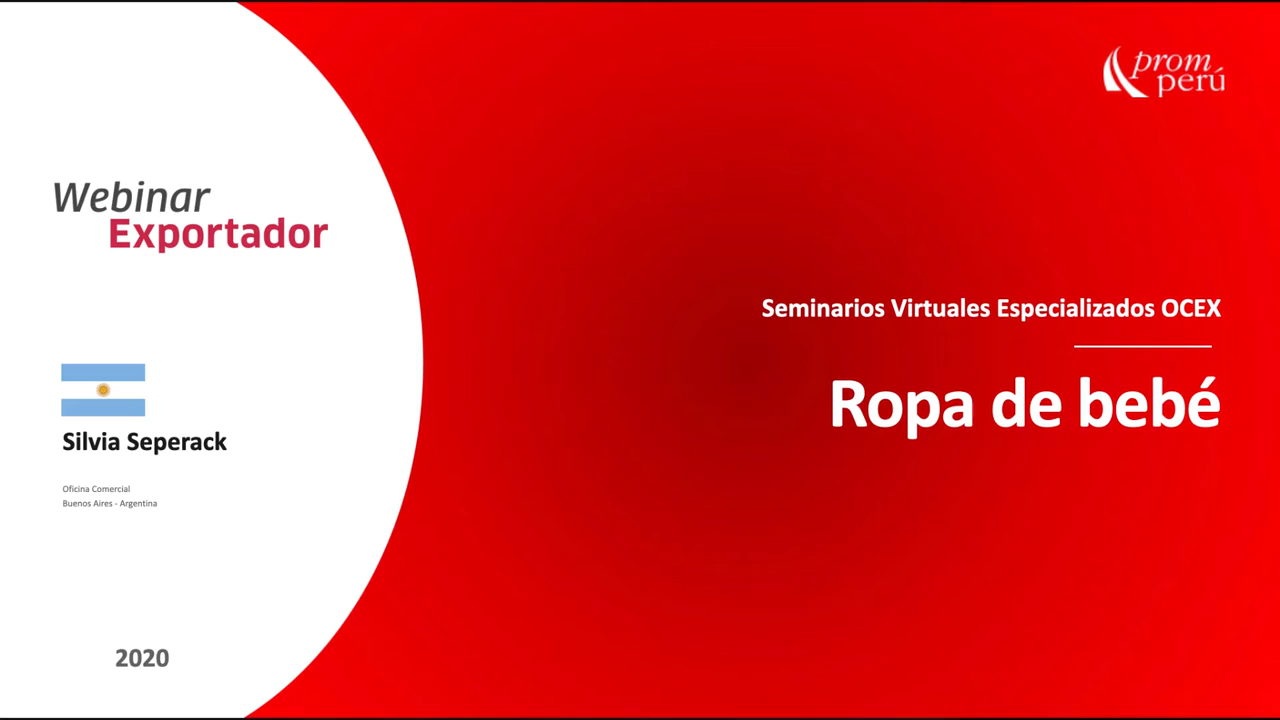 prom
perú
Webinar
Exportador
Seminarios Virtuales Especializados OCEX
Ropa de bebé
Silvia Seperack
Oficina Comercial
Buenos Aires - Argentina
2020